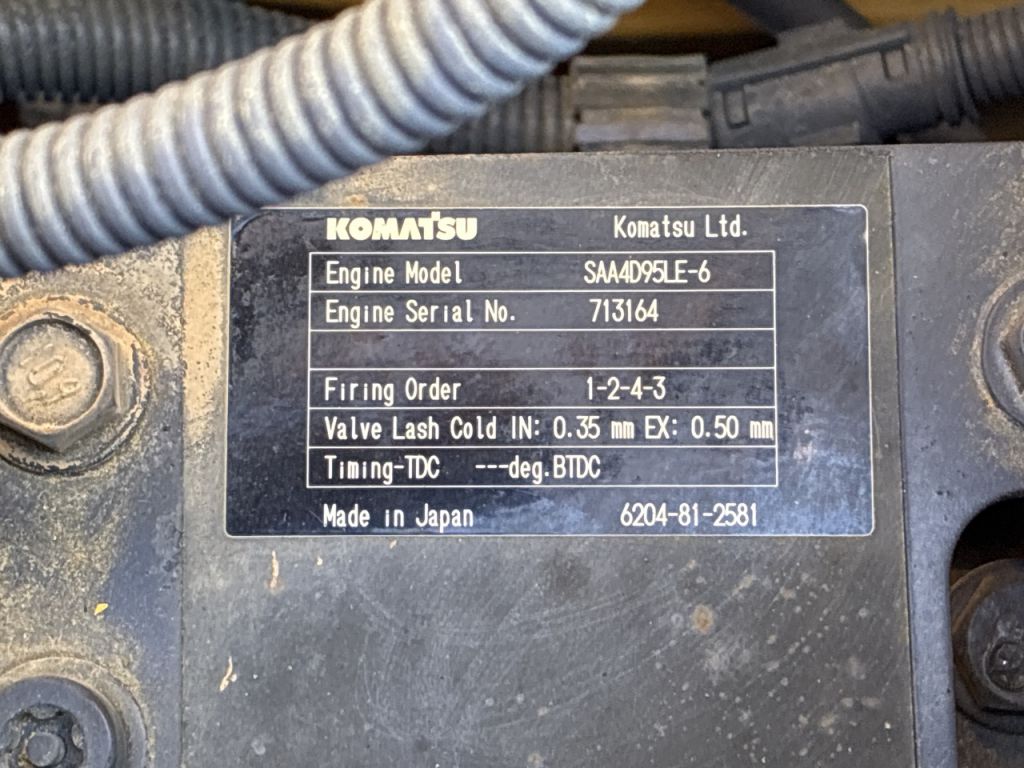 KOMATSU Komatsu Ltd.
Engine Model SAA4D95LE-6
Engine Serial No. 713164
Firing Order 1-2-4-3
Valve Lash Cold IN: 0.35 mm EX: 0.50 mm
Timing-TDC ---deg.BTDC
Made in Japan 6204-81-2581